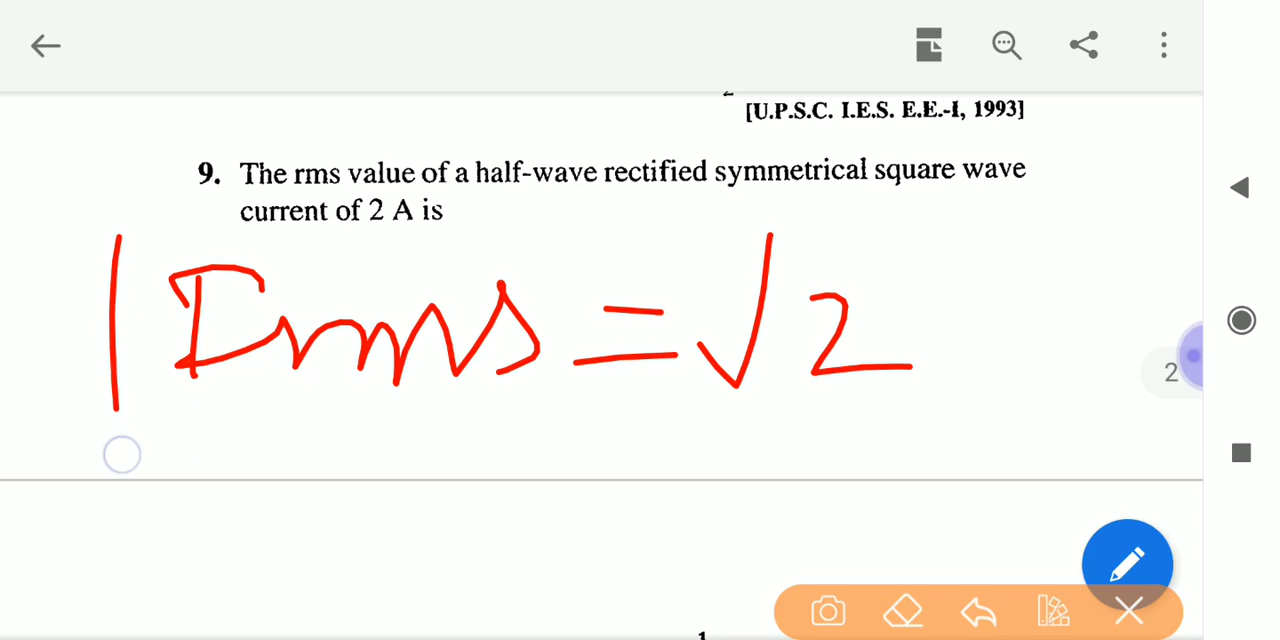 [U.P.S.C. I.E.S. E.E.-I, 1993]
9. The rms value of a half-wave rectified symmetrical square wave
current of 2 A is
Irms = √2
2